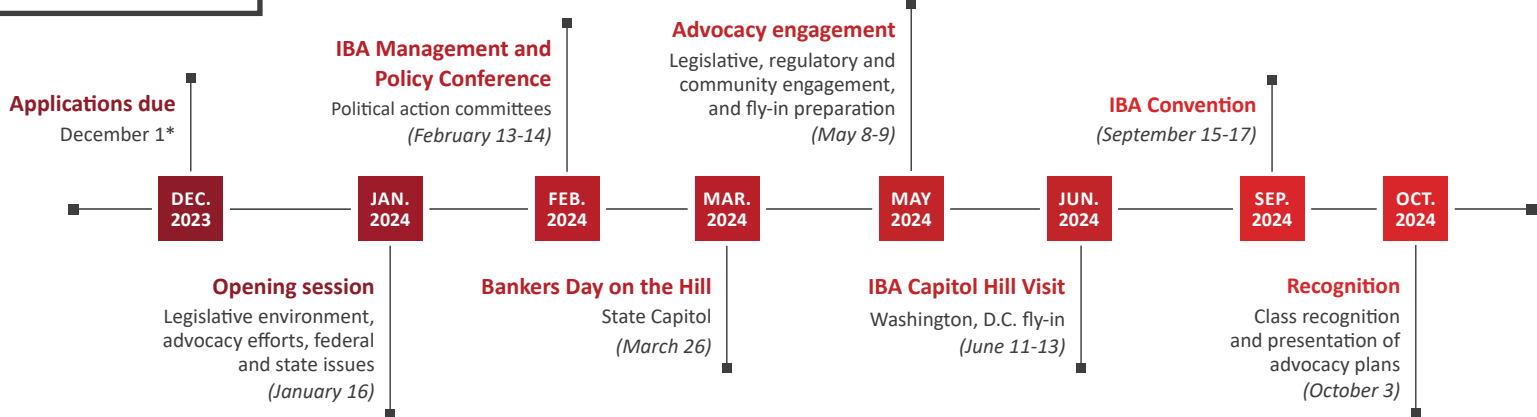 Applications due
December 1*
IBA Management and
Policy Conference
Political action committees
(February 13-14)
Advocacy engagement
Legislative, regulatory and
community engagement,
and fly-in preparation
(May 8-9)
IBA Convention
(September 15-17)
DEC.
2023
JAN.
2024
FEB.
2024
MAR.
2024
MAY
2024
JUN.
2024
SEP.
2024
OCT.
2024
Opening session
Legislative environment,
advocacy efforts, federal
and state issues
(January 16)
Bankers Day on the Hill
State Capitol
(March 26)
IBA Capitol Hill Visit
Washington, D.C. fly-in
(June 11-13)
Recognition
Class recognition
and presentation of
advocacy plans
(October 3)